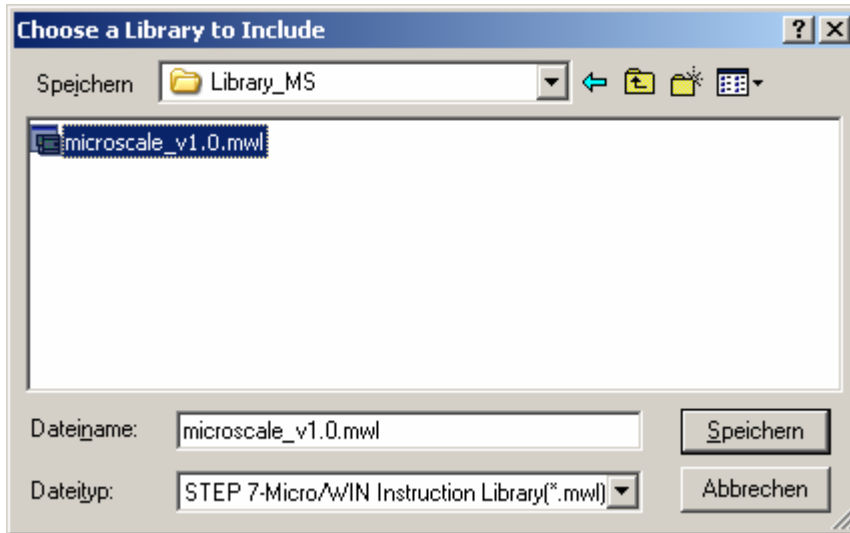 Choose a Library to Include
Speichern Library_MS
microscale_v1.0.mwl
Dateiname: microscale_v1.0.mwl Speichern
Dateityp: STEP 7-Micro/WIN Instruction Library(*.mwl) Abbrechen